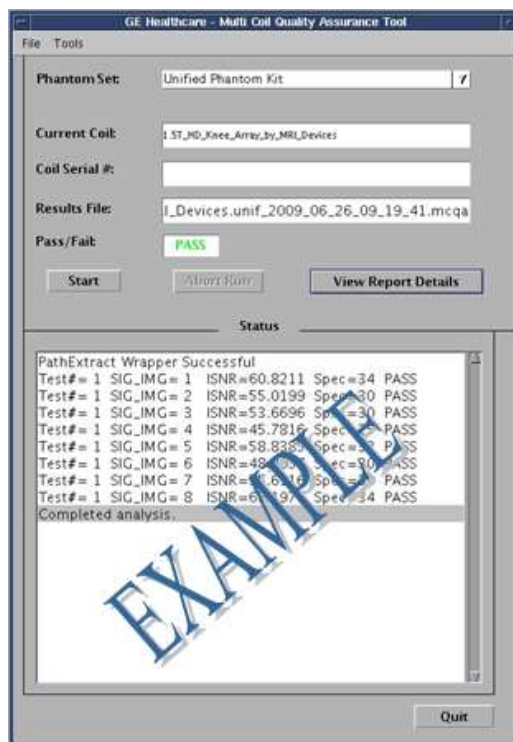 GE Healthcare - Multi Coil Quality Assurance Tool
File Tools
Phantom Set: Unified Phantom Kit
Current Coil: 1.5T_HD_Knee_Array_by_MRI_Devices
Coil Serial #:
Results File: I_Devices.unif_2009_06_26_09_19_41.mcqa
Pass/Fail: PASS
Start Abort Run View Report Details
Status
PathExtract Wrapper Successful
Test#= 1 SIG_IMG= 1 ISNR=60.8211 Spec=34 PASS
Test#= 1 SIG_IMG= 2 ISNR=55.0199 Spec=30 PASS
Test#= 1 SIG_IMG= 3 ISNR=53.6696 Spec=30 PASS
Test#= 1 SIG_IMG= 4 ISNR=45.7816 PASS
Test#= 1 SIG_IMG= 5 PASS
Test#= 1 SIG_IMG= 6 PASS
Test#= 1 SIG_IMG= 7 PASS
Test#= 1 SIG_IMG= 8 Spec=34 PASS
Completed analysis.
EXAMPLE
Quit